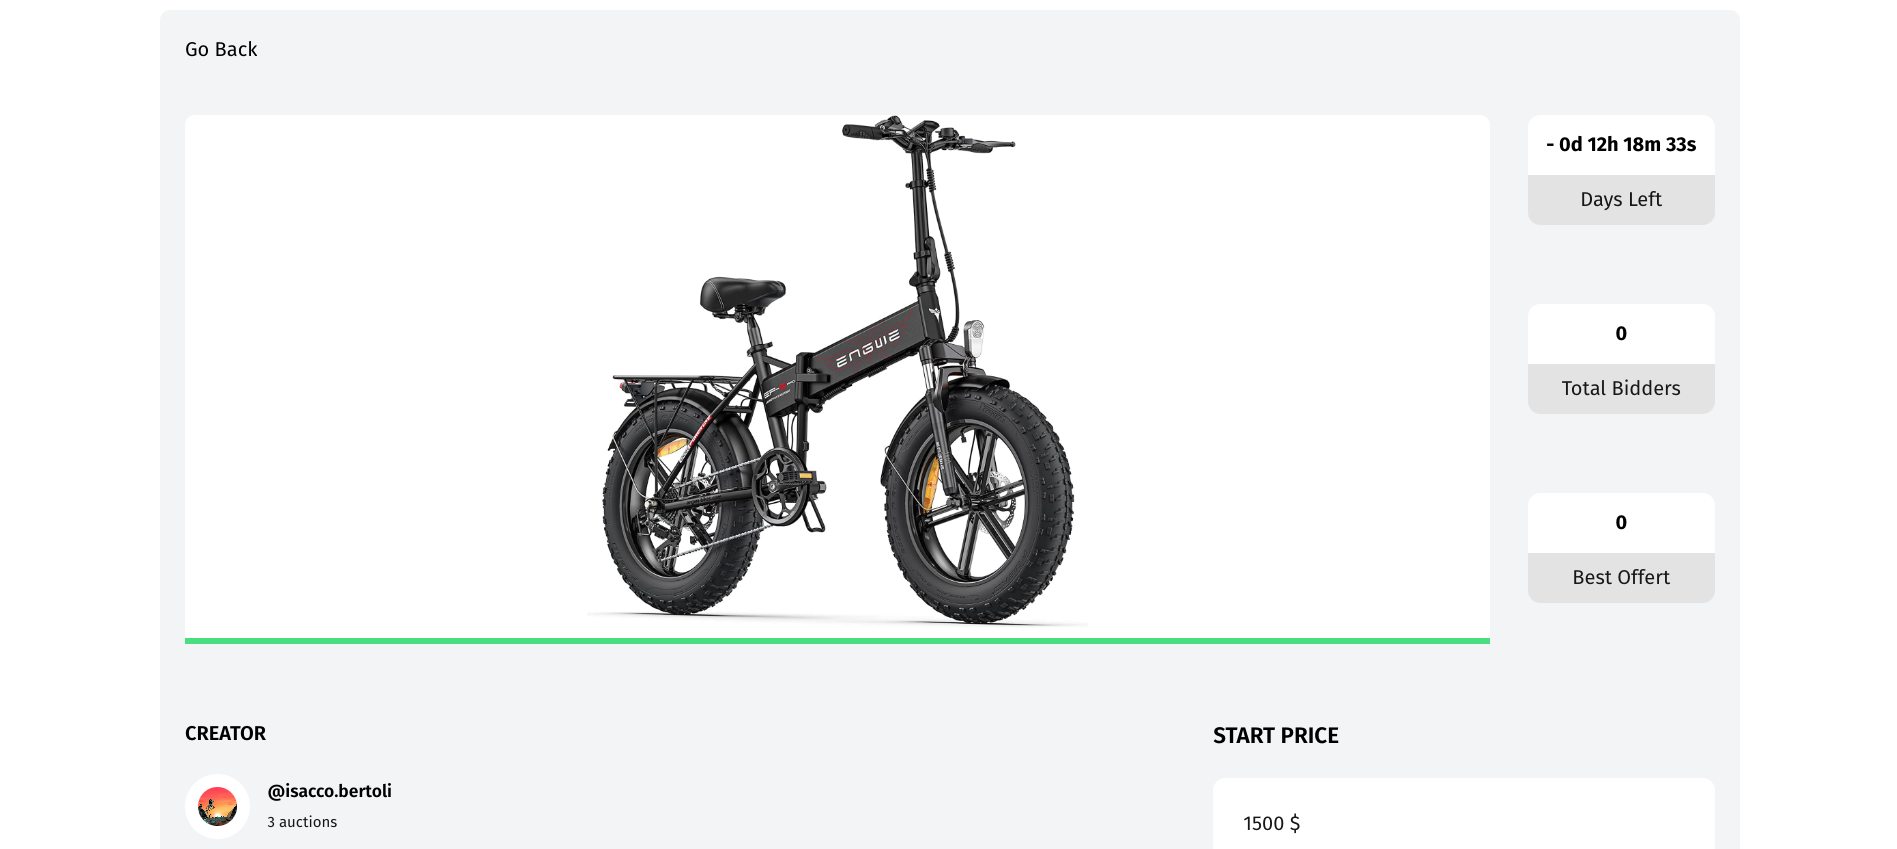 Go Back
- 0d 12h 18m 33s
Days Left
ENGWE
0
Total Bidders
0
Best Offert
CREATOR
@isacco.bertoli
3 auctions
START PRICE
1500 $